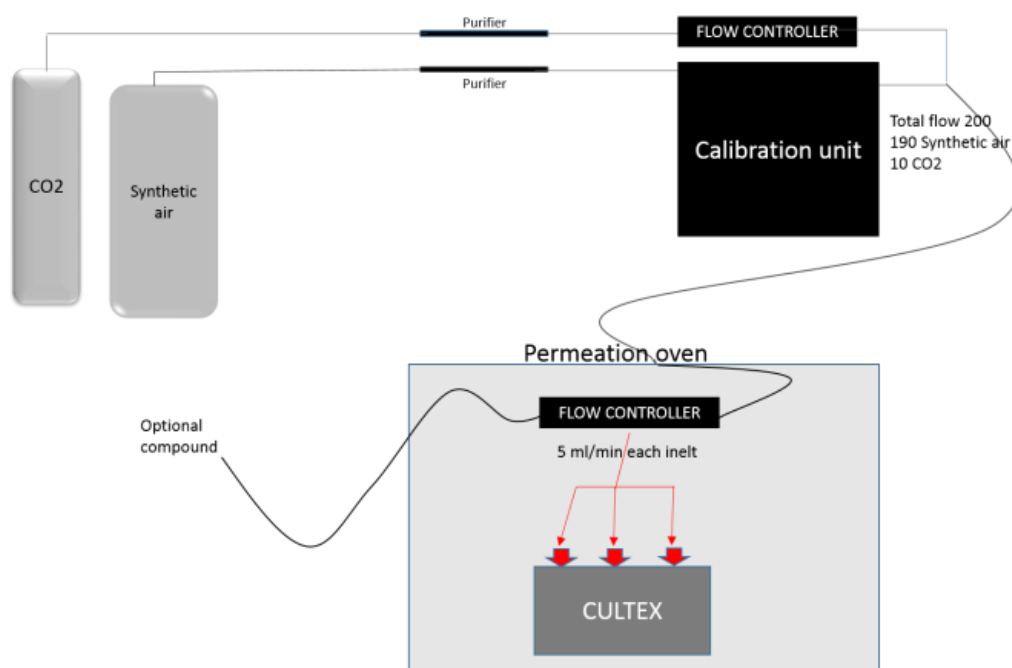 Purifier
FLOW CONTROLLER
Purifier
CO2
Synthetic
air
Calibration unit
Total flow 200
190 Synthetic air
10 CO2
Permeation oven
FLOW CONTROLLER
Optional
compound
5 ml/min each inelt
CULTEX